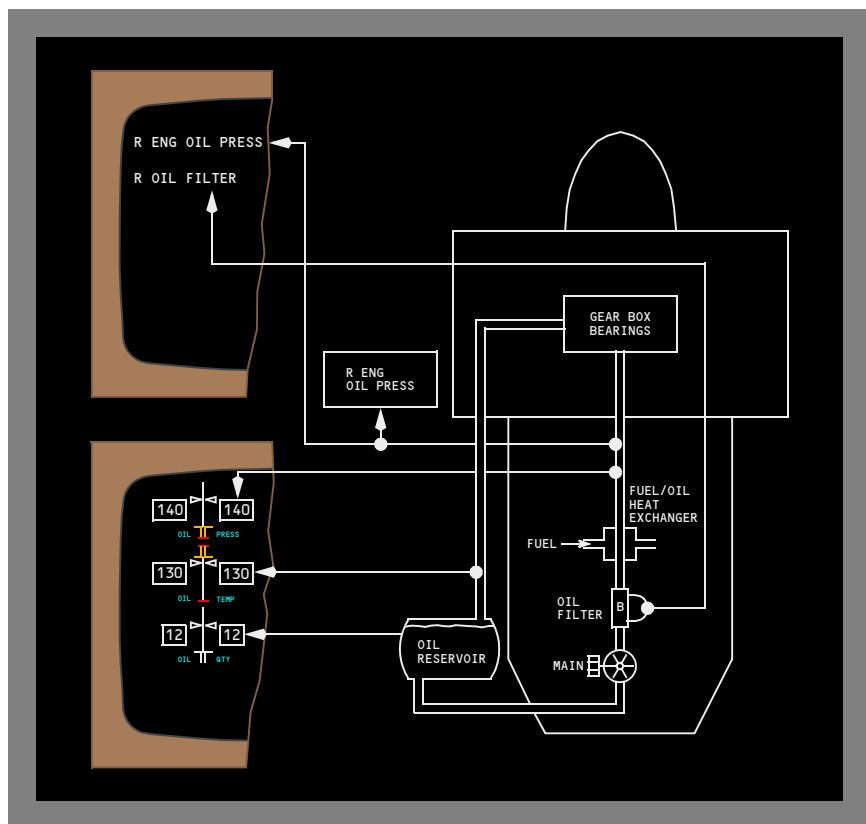 R ENG OIL PRESS
R OIL FILTER
GEAR BOX
BEARINGS
R ENG
OIL PRESS
140 140
OIL PRESS
130 130
OIL TEMP
12 12
OIL QTY
FUEL/OIL
HEAT
EXCHANGER
FUEL
OIL
FILTER
B
OIL
RESERVOIR
MAIN